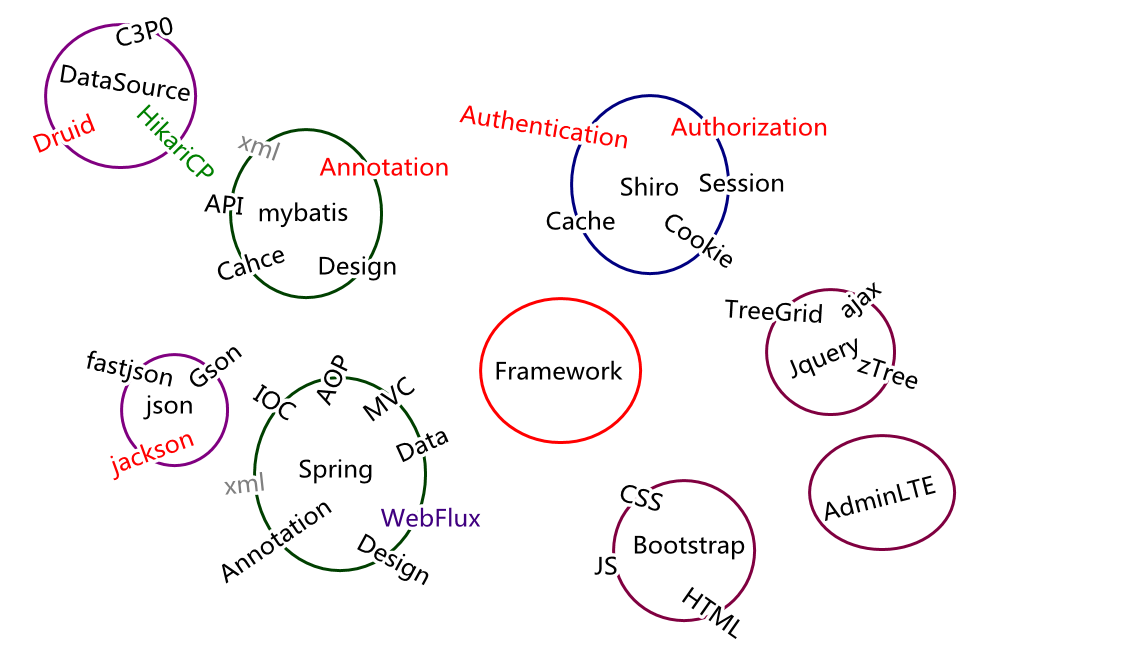 C3P0
DataSource
Druid
HikariCP
xml
Annotation
API
mybatis
Cahce
Design
Authentication
Authorization
Shiro
Session
Cache
Cookie
TreeGrid
ajax
Jquery
zTree
Framework
fastjson
Gson
json
jackson
IOC
AOP
MVC
Data
Spring
xml
WebFlux
Annotation
Design
AdminLTE
CSS
Bootstrap
JS
HTML